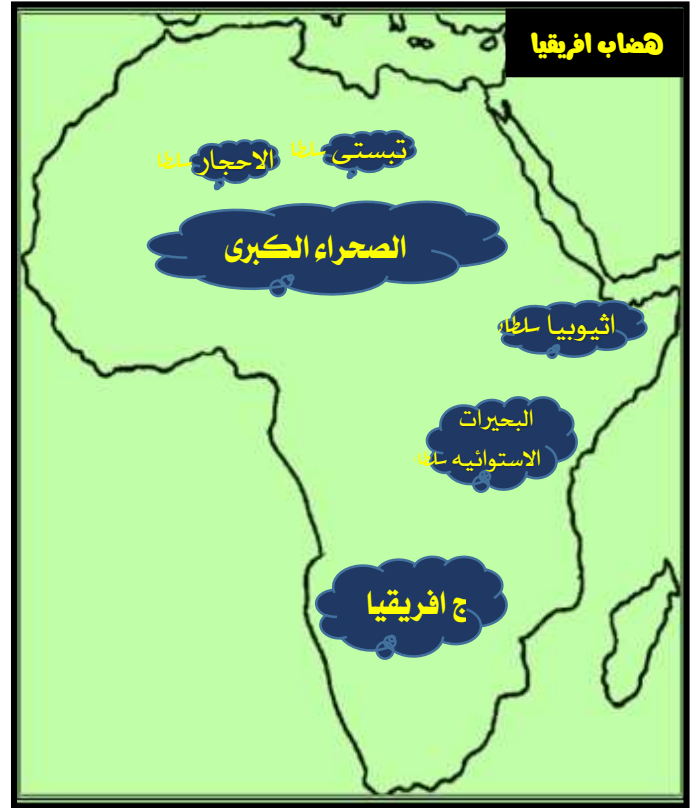 هضاب افريقيا
تبستى
الاحجار
الصحراء الكبرى
اثيوبيا
البحيرات
الاستوائيه
ج افريقيا